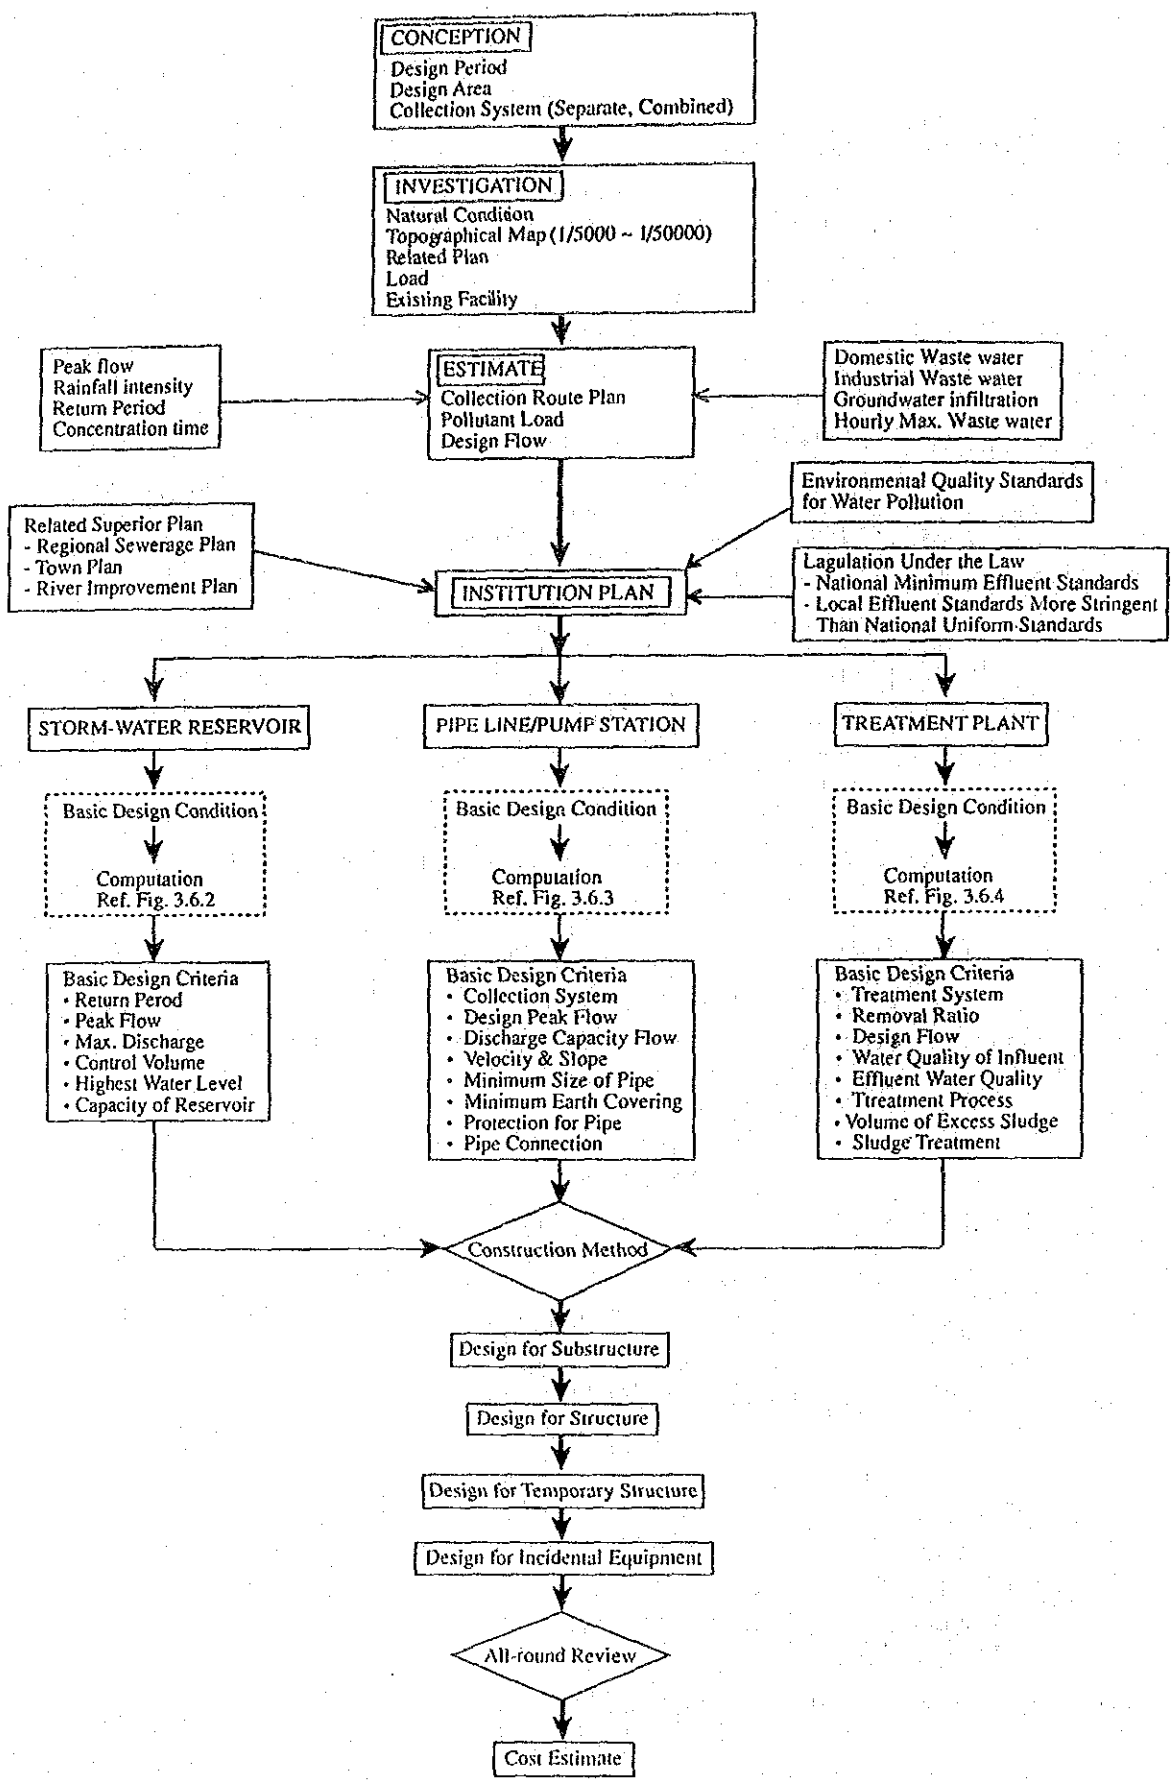 CONCEPTION
Design Period
Design Area
Collection System (Separate, Combined)
INVESTIGATION
Natural Condition
Topographical Map (1/5000 ~ 1/50000)
Related Plan
Load
Existing Facility
Peak flow
Rainfall intensity
Return Period
Concentration time
ESTIMATE
Collection Route Plan
Pollutant Load
Design Flow
Domestic Waste water
Industrial Waste water
Groundwater infiltration
Hourly Max. Waste water
Environmental Quality Standards
for Water Pollution
Related Superior Plan
- Regional Sewerage Plan
- Town Plan
- River Improvement Plan
INSTITUTION PLAN
Lagulation Under the Law
- National Minimum Effluent Standards
- Local Effluent Standards More Stringent
Than National Uniform Standards
STORM-WATER RESERVOIR
PIPE LINE/PUMP STATION
TREATMENT PLANT
Basic Design Condition
Computation
Ref. Fig. 3.6.2
Basic Design Condition
Computation
Ref. Fig. 3.6.3
Basic Design Condition
Computation
Ref. Fig. 3.6.4
Basic Design Criteria
• Return Perod
• Peak Flow
• Max. Discharge
• Control Volume
• Highest Water Level
• Capacity of Reservoir
Basic Design Criteria
• Collection System
• Design Peak Flow
• Discharge Capacity Flow
• Velocity & Slope
• Minimum Size of Pipe
• Minimum Earth Covering
• Protection for Pipe
• Pipe Connection
Basic Design Criteria
• Treatment System
• Removal Ratio
• Design Flow
• Water Quality of Influent
• Effluent Water Quality
• Ttreatment Process
• Volume of Excess Sludge
• Sludge Treatment
Construction Method
Design for Substructure
Design for Structure
Design for Temporary Structure
Design for Incidental Equipment
All-round Review
Cost Estimate